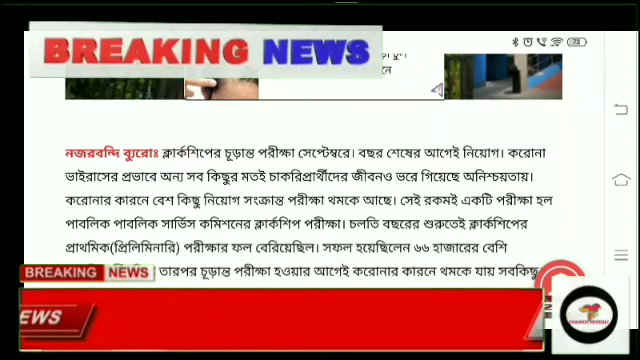 BREAKING NEWS
72
নজরবন্দি ব্যুরোঃ ক্লার্কশিপের চূড়ান্ত পরীক্ষা সেপ্টেম্বরে। বছর শেষের আগেই নিয়োগ। করোনা
ভাইরাসের প্রভাবে অন্য সব কিছুর মতই চাকরিপ্রার্থীদের জীবনও ভরে গিয়েছে অনিশ্চয়তায়।
করোনার কারনে বেশ কিছু নিয়োগ সংক্রান্ত পরীক্ষা থমকে আছে। সেই রকমই একটি পরীক্ষা হল
পাবলিক পাবলিক সার্ভিস কমিশনের ক্লার্কশিপ পরীক্ষা। চলতি বছরের শুরুতেই ক্লার্কশিপের
প্রাথমিক(প্রিলিমিনারি) পরীক্ষার ফল বেরিয়েছিল। সফল হয়েছিলেন ৬৬ হাজারের বেশি
তারপর চূড়ান্ত পরীক্ষা হওয়ার আগেই করোনার কারনে থমকে যায় সবকিছু
BREAKING NEWS
EWS